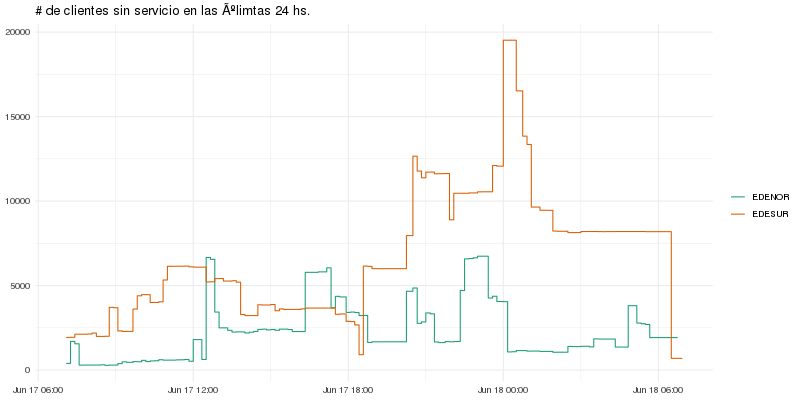 # de clientes sin servicio en las Ãºlimtas 24 hs.
20000
15000
10000
5000
0
Jun 17 06:00 Jun 17 12:00 Jun 17 18:00 Jun 18 00:00 Jun 18 06:00
EDENOR
EDESUR